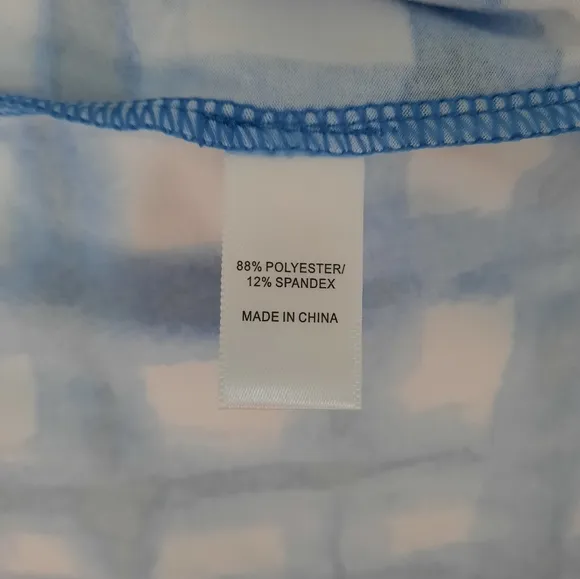 88% POLYESTER/
12% SPANDEX
MADE IN CHINA